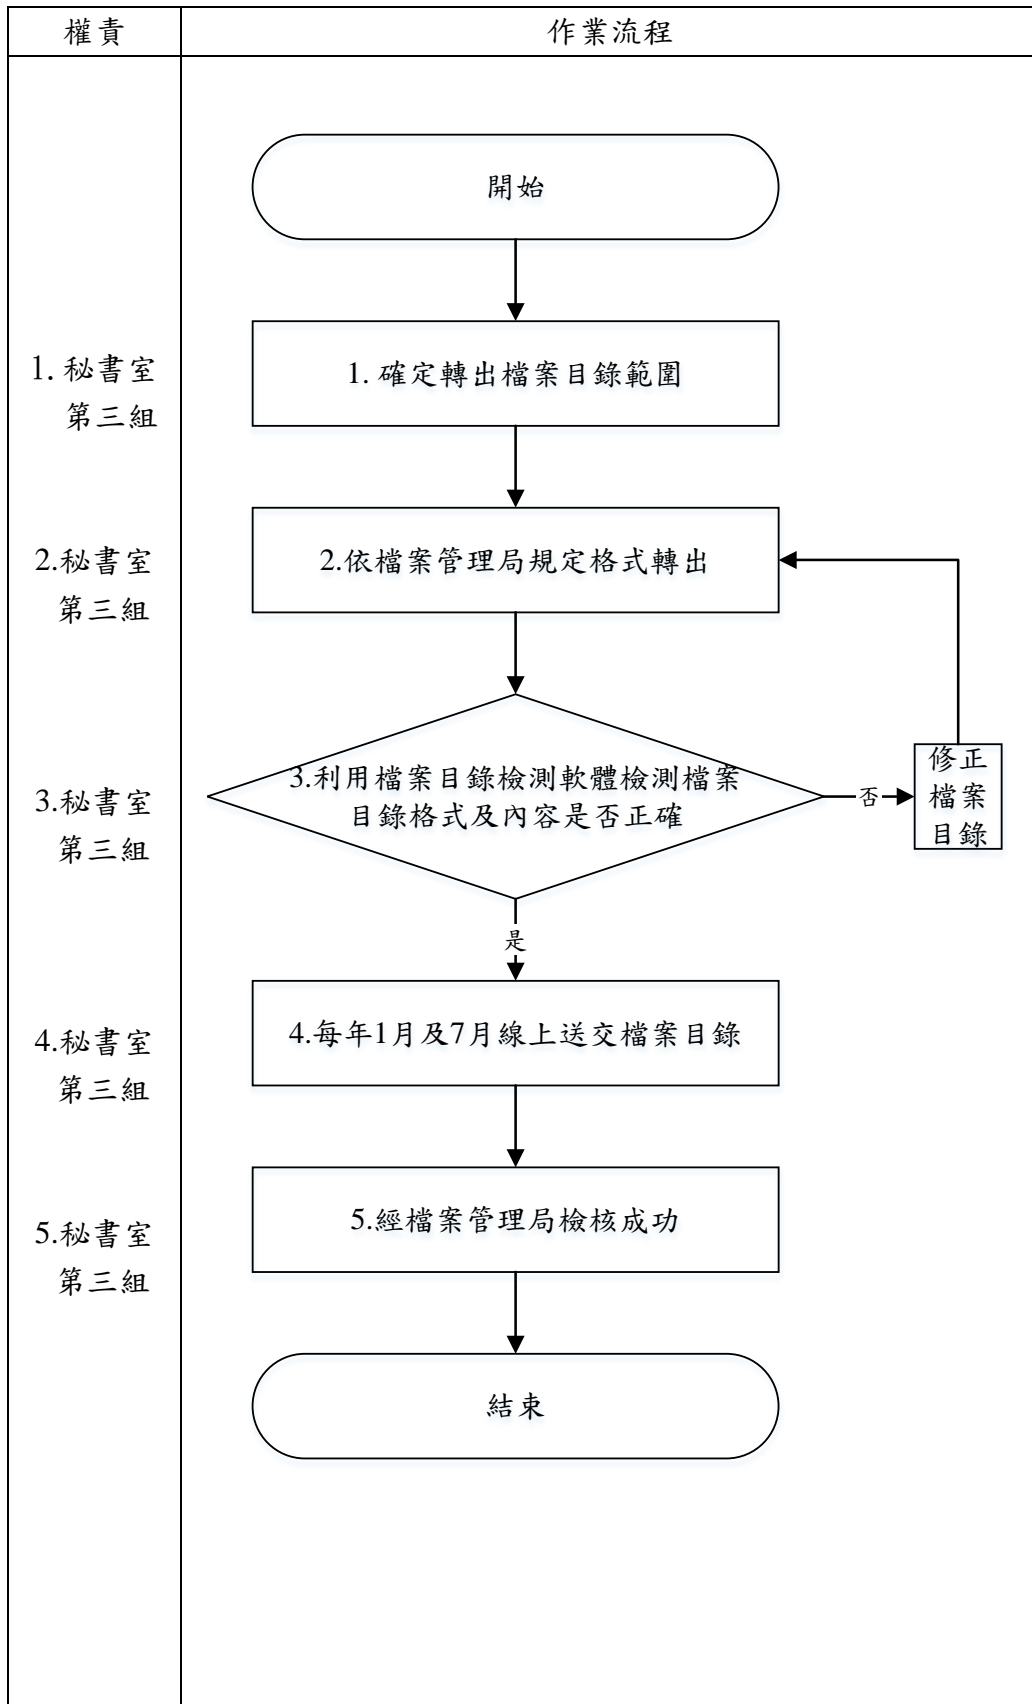 權責
作業流程
開始
1. 秘書室
第三組
1. 確定轉出檔案目錄範圍
2.秘書室
第三組
2.依檔案管理局規定格式轉出
3.秘書室
第三組
3.利用檔案目錄檢測軟體檢測檔案
目錄格式及內容是否正確
否
修正
檔案
目錄
是
4.秘書室
第三組
4.每年1月及7月線上送交檔案目錄
5.秘書室
第三組
5.經檔案管理局檢核成功
結束